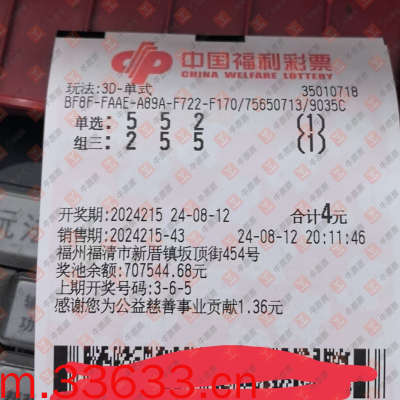 中国福利彩票
CHINA WELFARE LOTTERY
玩法:3D-单式 35010718
BF8F-FAAE-A89A-F722-F170/75650713/9035C
单选: 5 5 2 (1)
组三: 2 5 5 (1)
开奖期:2024215 24-08-12 合计4元
销售期:2024215-43 24-08-12 20:11:46
福州福清市新厝镇坂顶街454号
奖池余额:707544.68元
上期开奖号码:3-6-5
感谢您为公益慈善事业贡献1.36元
m.33633.cn